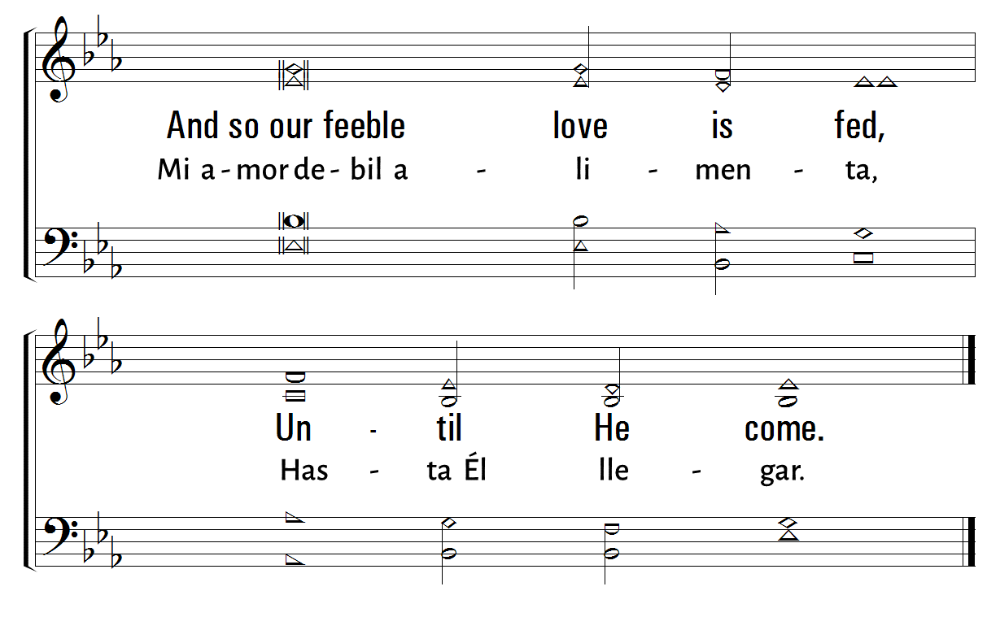 And so our feeble love is fed,
Mi a - mor de - bil a - li - men - ta,
Un - til He come.
Has - ta Él lle - gar.